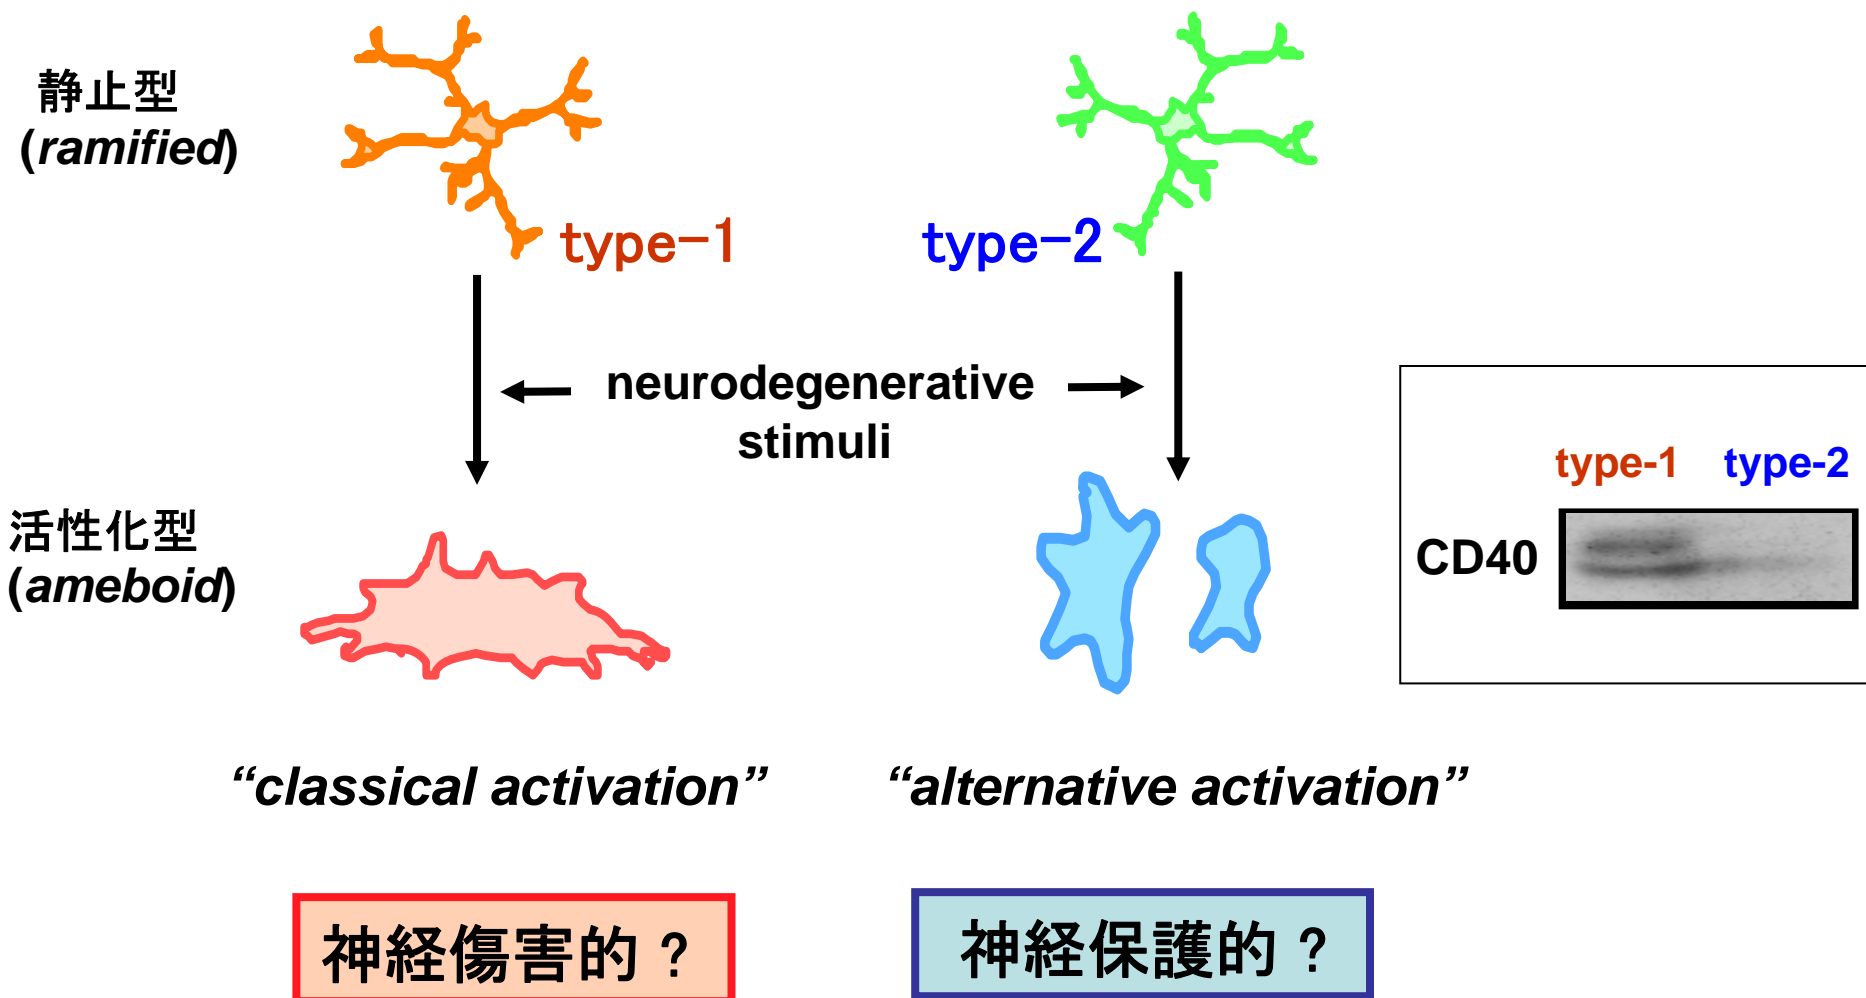 静止型
(ramified)
type-1
type-2
neurodegenerative
stimuli
活性化型
(ameboid)
type-1 type-2
CD40
“classical activation”
“alternative activation”
神経傷害的？
神経保護的？